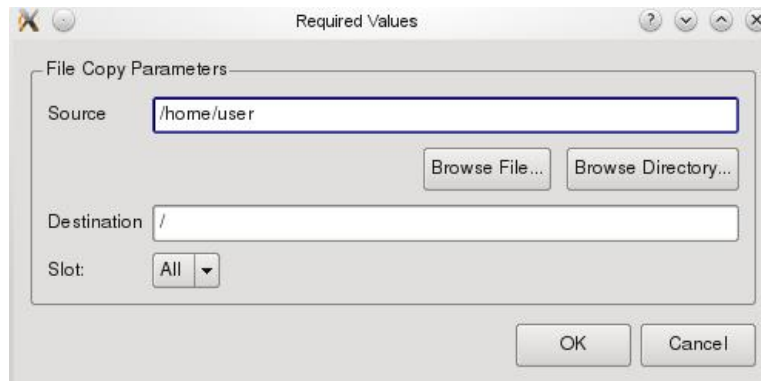 Required Values
File Copy Parameters
Source /home/user
Browse File... Browse Directory...
Destination /
Slot: All
OK Cancel